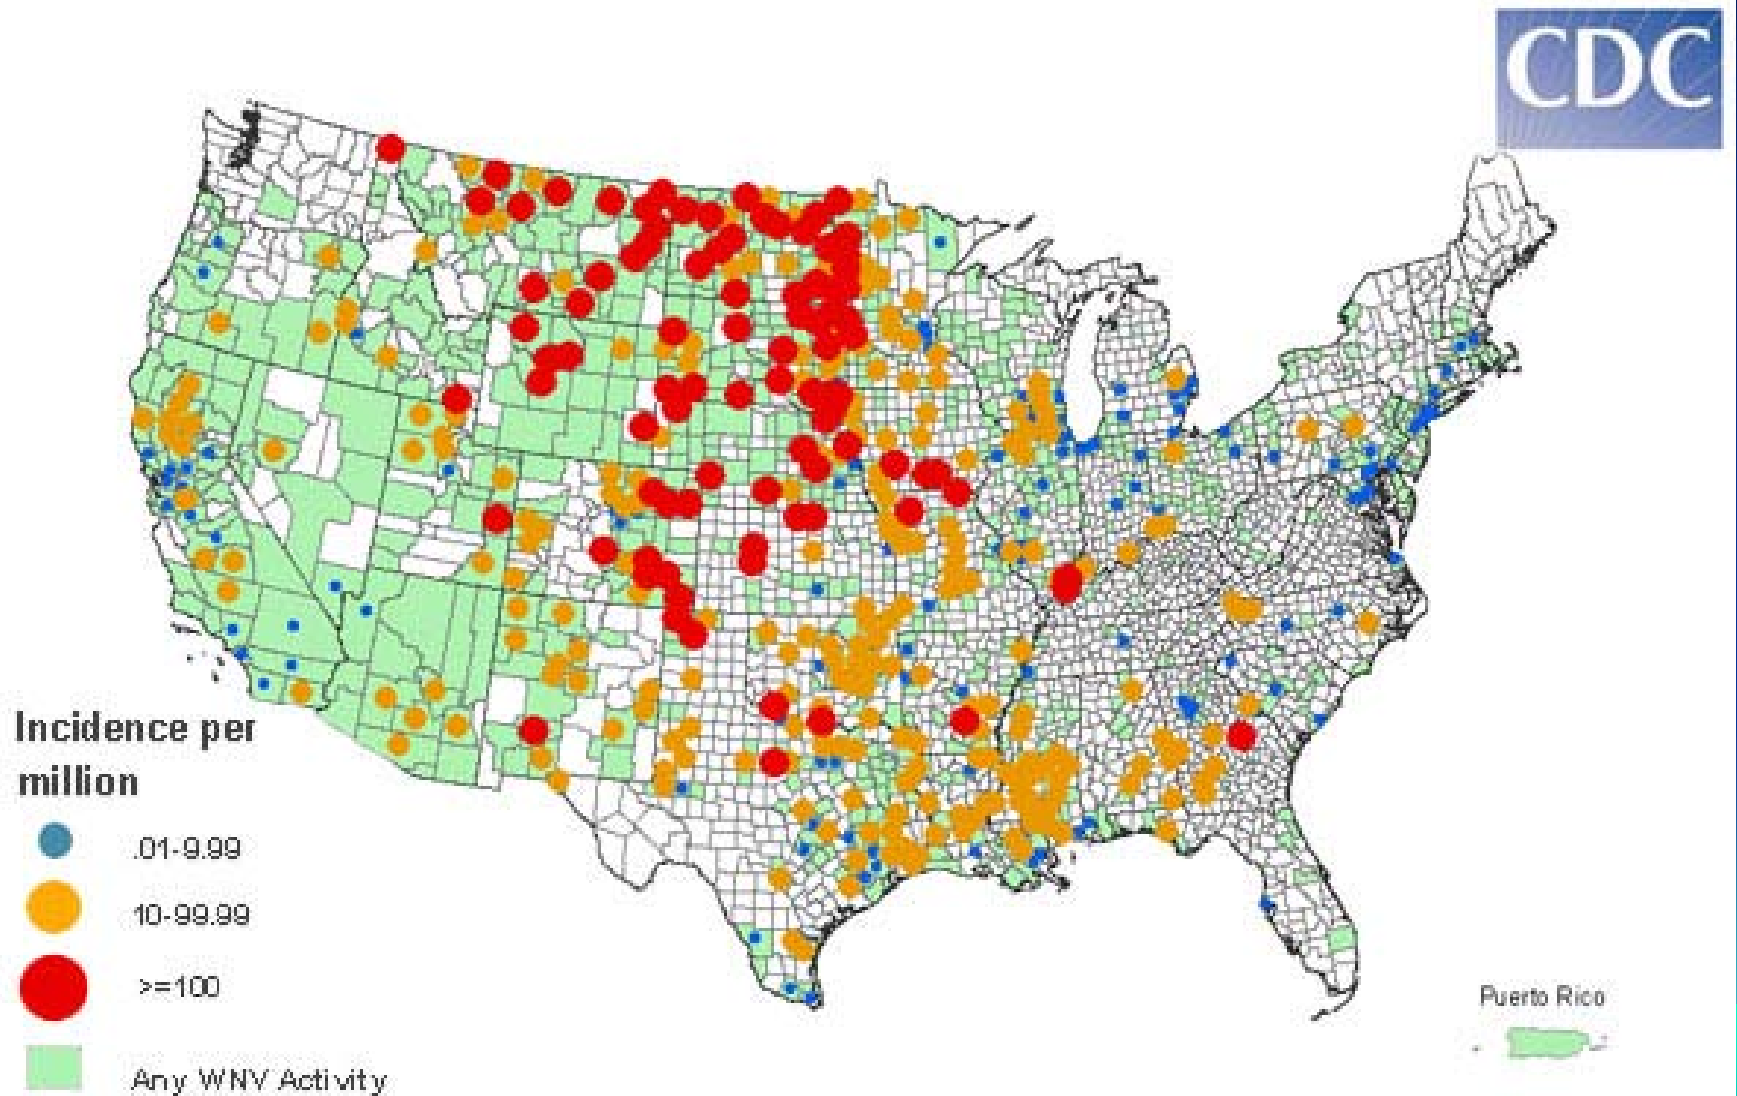 CDC
Incidence per
million
.01-9.99
10-99.99
>=100
Any WNV Activity
Puerto Rico